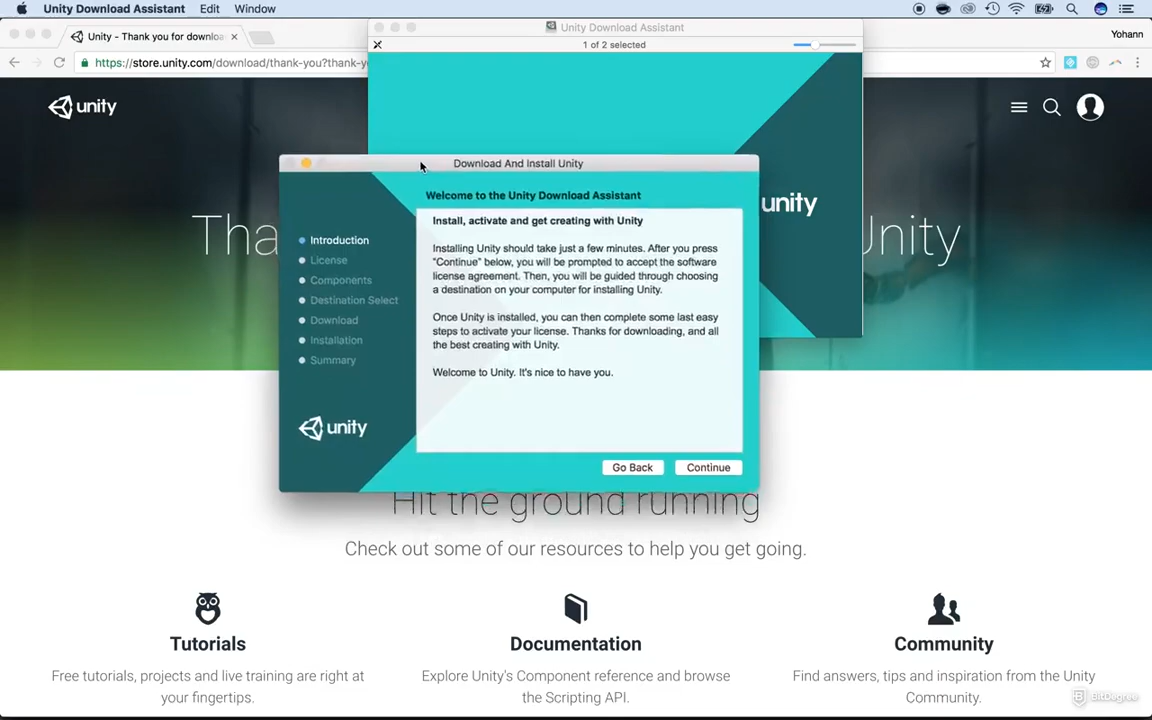 Unity Download Assistant Edit Window
Unity Download Assistant
Unity - Thank you for downloa
1 of 2 selected
Yohann
https://store.unity.com/download/thank-you?thank-y
unity
Download And Install Unity
Welcome to the Unity Download Assistant
unity
Tha
Unity
Install, activate and get creating with Unity
Introduction
License
Components
Destination Select
Download
Installation
Summary
Installing Unity should take just a few minutes. After you press
"Continue" below, you will be prompted to accept the software
license agreement. Then, you will be guided through choosing
a destination on your computer for installing Unity.
Once Unity is installed, you can then complete some last easy
steps to activate your license. Thanks for downloading, and all
the best creating with Unity.
Welcome to Unity. It's nice to have you.
unity
Go Back Continue
Hit the ground running
Check out some of our resources to help you get going.
Tutorials
Free tutorials, projects and live training are right at
your fingertips.
Documentation
Explore Unity's Component reference and browse
the Scripting API.
Community
Find answers, tips and inspiration from the Unity
Community.
BitDegree